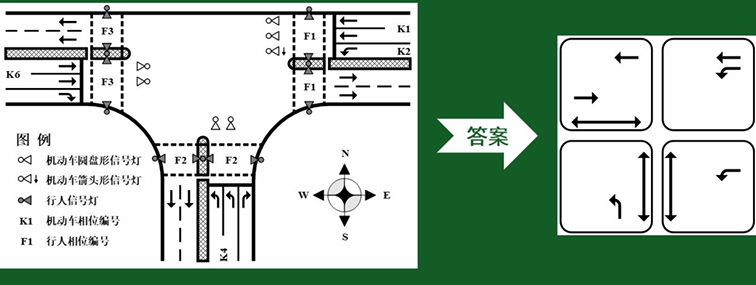 F3
F1
K1
K2
K6
F3
F1
图 例
机动车圆盘形信号灯
机动车箭头形信号灯
行人信号灯
K1 机动车相位编号
F1 行人相位编号
F2
F2
K4
N
W
E
S
答案